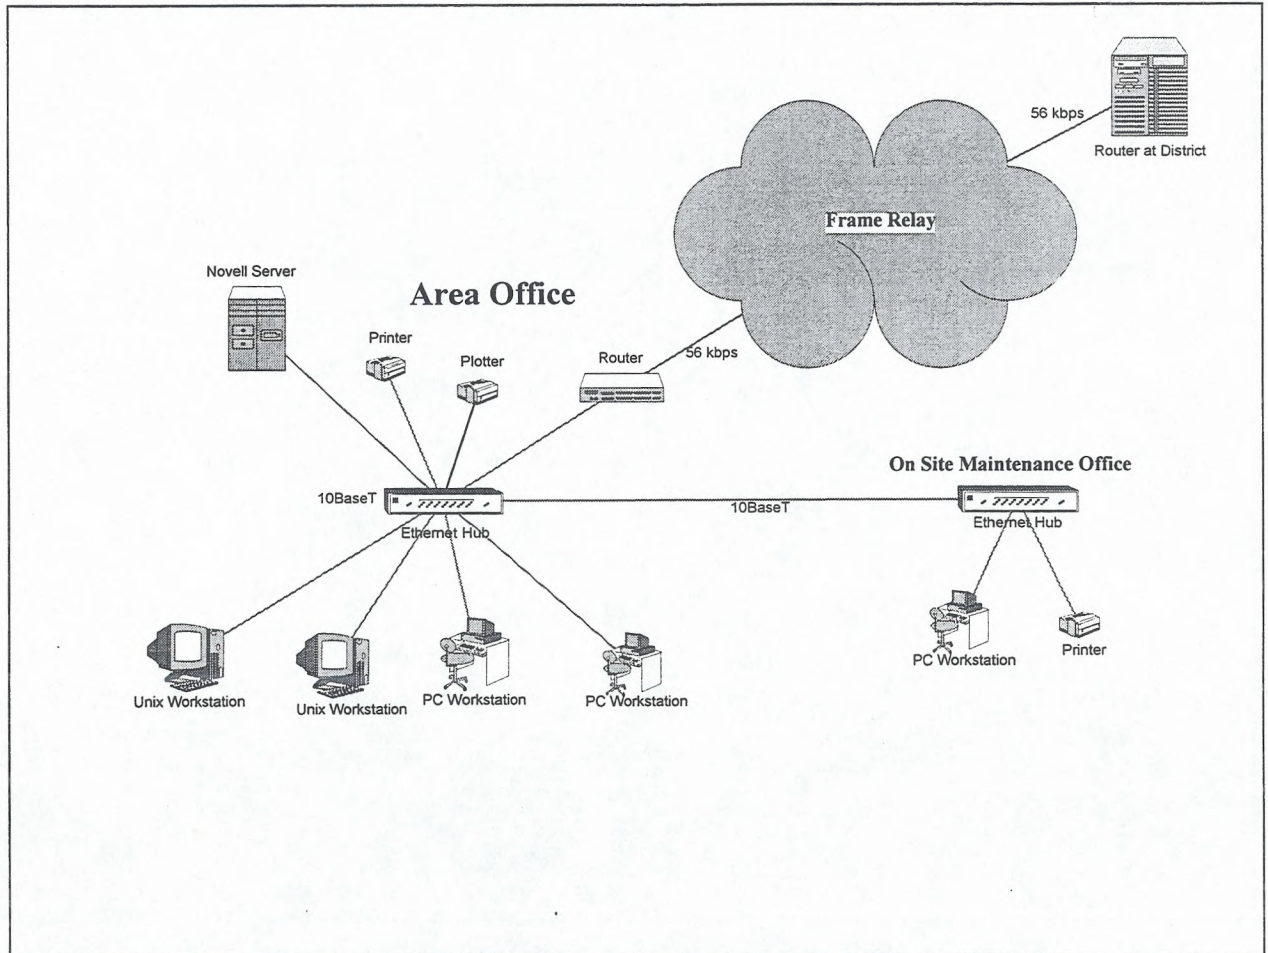 56 kbps
Router at District
Frame Relay
Novell Server
Area Office
Printer
Plotter
Router
56 kbps
On Site Maintenance Office
10BaseT
10BaseT
Ethernet Hub
Ethernet Hub
Unix Workstation
Unix Workstation
PC Workstation
PC Workstation
PC Workstation
Printer